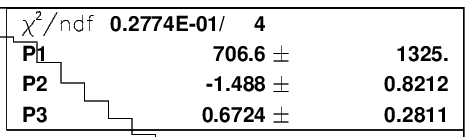 χ²/ndf 0.2774E-01/ 4
P1 706.6 ± 1325.
P2 -1.488 ± 0.8212
P3 0.6724 ± 0.2811